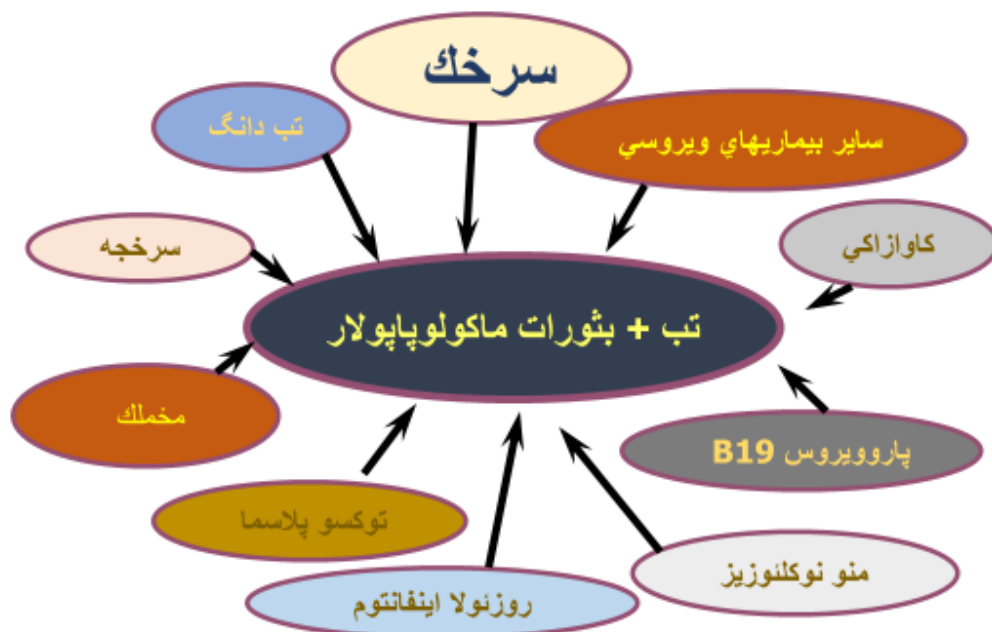 سرخك
تب دانگ
ساير بيماريهاي ويروسي
سرخجه
كاوازاكي
تب + بثورات ماكولوپاپولار
مخملك
پاروويروس B19
توكسو پلاسما
منو نوكلئوزيز
روزئولا اينفانتوم